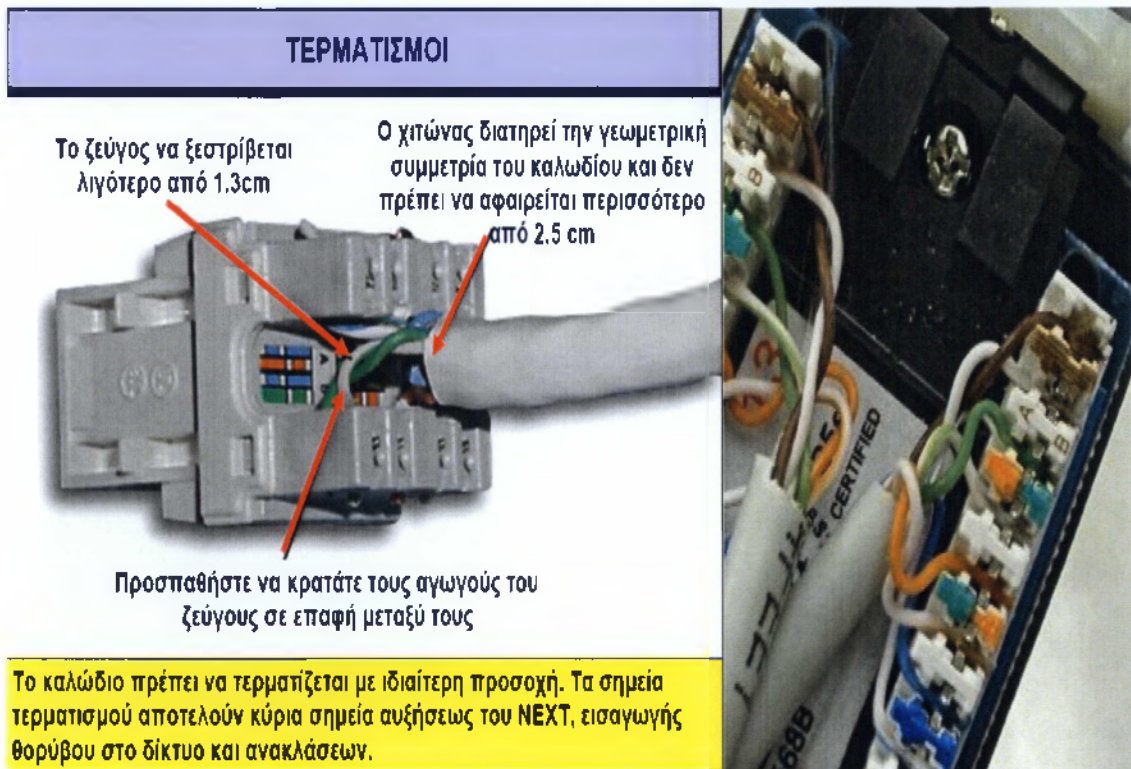 ΤΕΡΜΑΤΙΣΜΟΙ
Το ζεύγος να ξεστρίβεται
λιγότερο από 1.3cm
Ο χιτώνας διατηρεί την γεωμετρική
συμμετρία του καλωδίου και δεν
πρέπει να αφαιρείται περισσότερο
από 2.5 cm
Προσπαθήστε να κρατάτε τους αγωγούς του
ζεύγους σε επαφή μεταξύ τους
Το καλώδιο πρέπει να τερματίζεται με ιδιαίτερη προσοχή. Τα σημεία
τερματισμού αποτελούν κύρια σημεία αυξήσεως του NEXT, εισαγωγής
θορύβου στο δίκτυο και ανακλάσεων.
B
A
B
CERTIFIED
568B